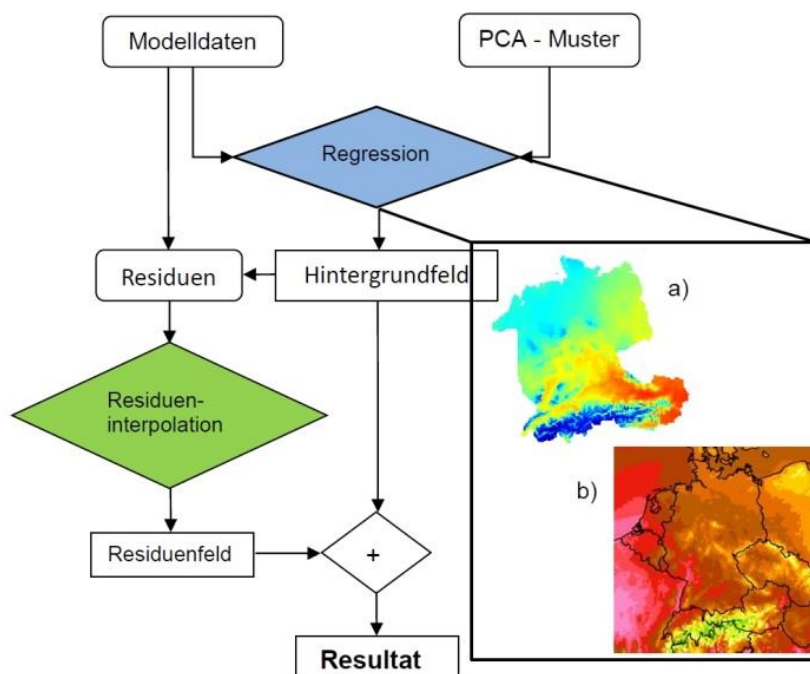 Modelldaten
PCA - Muster
Regression
Residuen
Hintergrundfeld
a)
Residuen-
interpolation
b)
Residuenfeld
+
Resultat